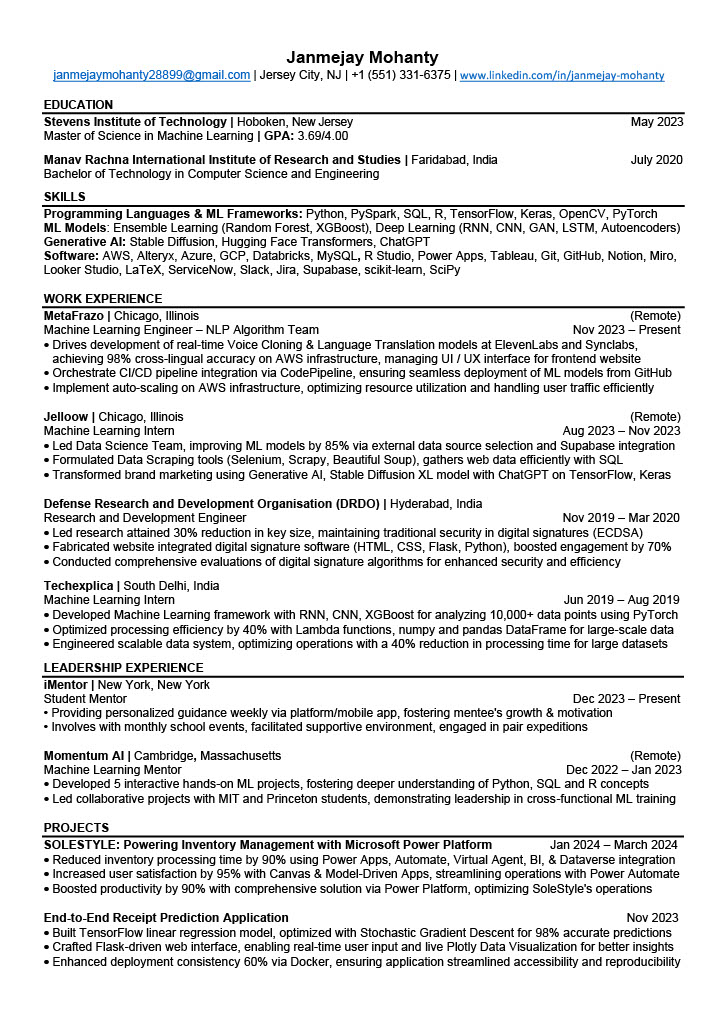 Janmejay Mohanty
janmejaymohanty28899@gmail.com | Jersey City, NJ | +1 (551) 331-6375 | www.linkedin.com/in/janmejay-mohanty
EDUCATION
Stevens Institute of Technology | Hoboken, New Jersey May 2023
Master of Science in Machine Learning | GPA: 3.69/4.00
Manav Rachna International Institute of Research and Studies | Faridabad, India July 2020
Bachelor of Technology in Computer Science and Engineering
SKILLS
Programming Languages & ML Frameworks: Python, PySpark, SQL, R, TensorFlow, Keras, OpenCV, PyTorch
ML Models: Ensemble Learning (Random Forest, XGBoost), Deep Learning (RNN, CNN, GAN, LSTM, Autoencoders)
Generative AI: Stable Diffusion, Hugging Face Transformers, ChatGPT
Software: AWS, Alteryx, Azure, GCP, Databricks, MySQL, R Studio, Power Apps, Tableau, Git, GitHub, Notion, Miro,
Looker Studio, LaTeX, ServiceNow, Slack, Jira, Supabase, scikit-learn, SciPy
WORK EXPERIENCE
MetaFrazo | Chicago, Illinois (Remote)
Machine Learning Engineer – NLP Algorithm Team Nov 2023 – Present
• Drives development of real-time Voice Cloning & Language Translation models at ElevenLabs and Synclabs,
achieving 98% cross-lingual accuracy on AWS infrastructure, managing UI / UX interface for frontend website
• Orchestrate CI/CD pipeline integration via CodePipeline, ensuring seamless deployment of ML models from GitHub
• Implement auto-scaling on AWS infrastructure, optimizing resource utilization and handling user traffic efficiently
Jelloow | Chicago, Illinois (Remote)
Machine Learning Intern Aug 2023 – Nov 2023
• Led Data Science Team, improving ML models by 85% via external data source selection and Supabase integration
• Formulated Data Scraping tools (Selenium, Scrapy, Beautiful Soup), gathers web data efficiently with SQL
• Transformed brand marketing using Generative AI, Stable Diffusion XL model with ChatGPT on TensorFlow, Keras
Defense Research and Development Organisation (DRDO) | Hyderabad, India
Research and Development Engineer Nov 2019 – Mar 2020
• Led research attained 30% reduction in key size, maintaining traditional security in digital signatures (ECDSA)
• Fabricated website integrated digital signature software (HTML, CSS, Flask, Python), boosted engagement by 70%
• Conducted comprehensive evaluations of digital signature algorithms for enhanced security and efficiency
Techexplica | South Delhi, India
Machine Learning Intern Jun 2019 – Aug 2019
• Developed Machine Learning framework with RNN, CNN, XGBoost for analyzing 10,000+ data points using PyTorch
• Optimized processing efficiency by 40% with Lambda functions, numpy and pandas DataFrame for large-scale data
• Engineered scalable data system, optimizing operations with a 40% reduction in processing time for large datasets
LEADERSHIP EXPERIENCE
iMentor | New York, New York
Student Mentor Dec 2023 – Present
• Providing personalized guidance weekly via platform/mobile app, fostering mentee's growth & motivation
• Involves with monthly school events, facilitated supportive environment, engaged in pair expeditions
Momentum AI | Cambridge, Massachusetts (Remote)
Machine Learning Mentor Dec 2022 – Jan 2023
• Developed 5 interactive hands-on ML projects, fostering deeper understanding of Python, SQL and R concepts
• Led collaborative projects with MIT and Princeton students, demonstrating leadership in cross-functional ML training
PROJECTS
SOLESTYLE: Powering Inventory Management with Microsoft Power Platform Jan 2024 – March 2024
• Reduced inventory processing time by 90% using Power Apps, Automate, Virtual Agent, BI, & Dataverse integration
• Increased user satisfaction by 95% with Canvas & Model-Driven Apps, streamlining operations with Power Automate
• Boosted productivity by 90% with comprehensive solution via Power Platform, optimizing SoleStyle's operations
End-to-End Receipt Prediction Application Nov 2023
• Built TensorFlow linear regression model, optimized with Stochastic Gradient Descent for 98% accurate predictions
• Crafted Flask-driven web interface, enabling real-time user input and live Plotly Data Visualization for better insights
• Enhanced deployment consistency 60% via Docker, ensuring application streamlined accessibility and reproducibility